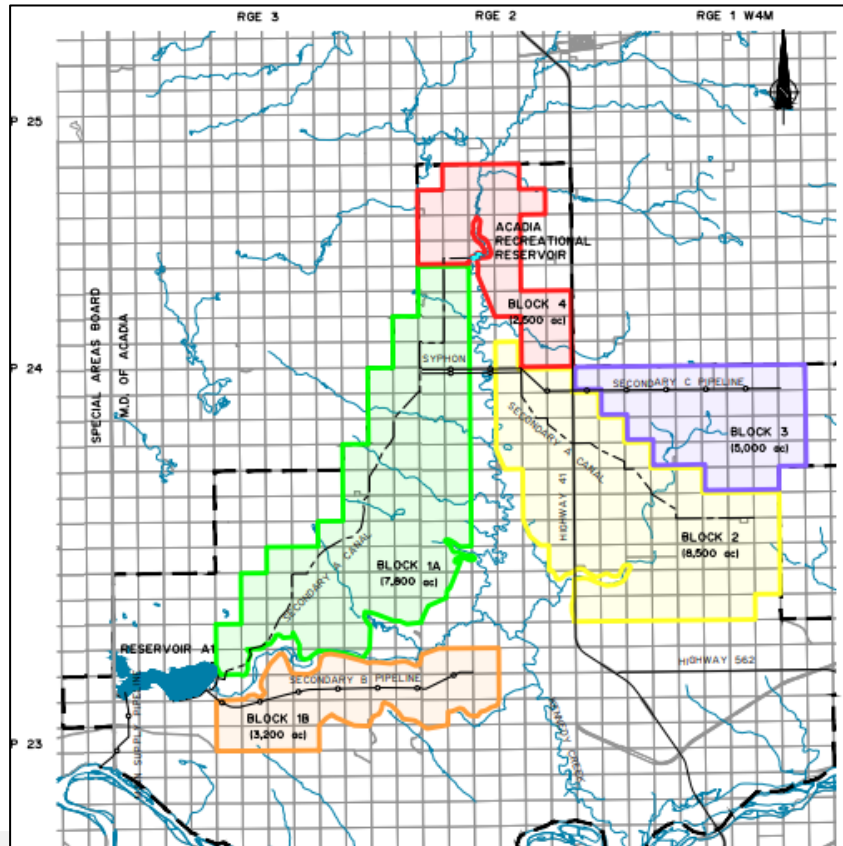 RGE 3
RGE 2
RGE 1 W4M
P 25
ACADIA
RECREATIONAL
RESERVOIR
SPECIAL AREAS BOARD
M.D. OF ACADIA
BLOCK 4
(2,500 ac)
P 24
SYPHON
SECONDARY C PIPELINE
SECONDARY A CANAL
BLOCK 3
(5,000 ac)
HIGHWAY 41
BLOCK 2
(8,500 ac)
BLOCK 1A
(7,800 ac)
SECONDARY A CANAL
RESERVOIR A1
HIGHWAY 562
SECONDARY B PIPELINE
BLOCK 1B
(3,200 ac)
SUPPLY PIPELINE
KENNEDY CREEK
P 23